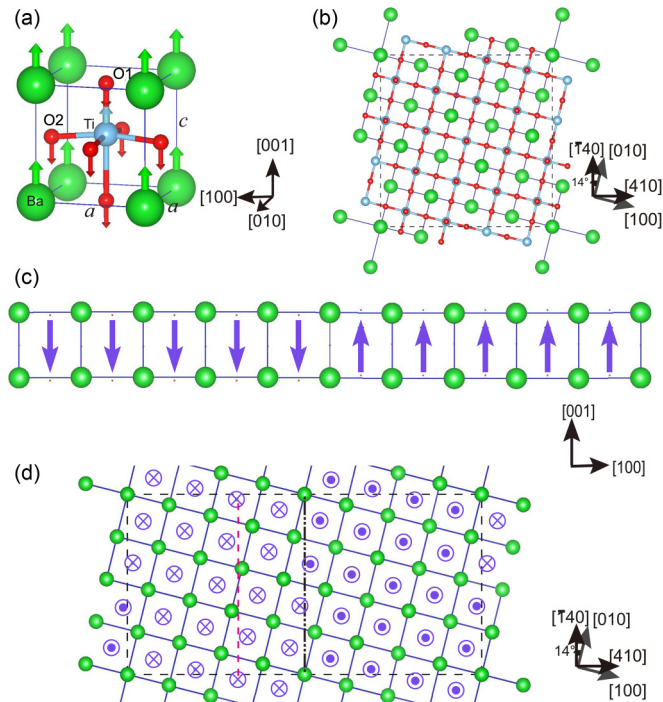 (a)
O1
O2
Ti
c
Ba
a
a
[001]
[100]
[010]
(b)
[1̅40]
[010]
14°
[410]
[100]
(c)
[001]
[100]
(d)
[1̅40]
[010]
14°
[410]
[100]